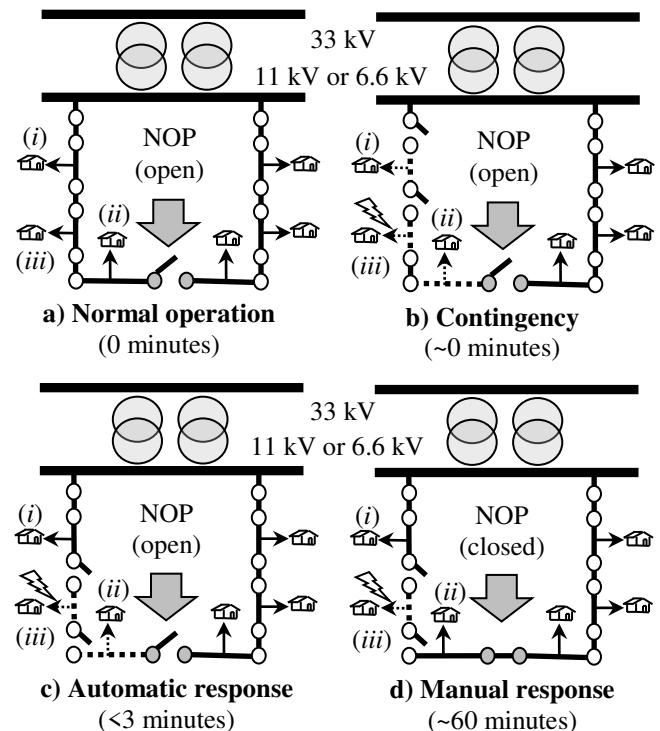 33 kV
11 kV or 6.6 kV
(i)
NOP
(open)
(ii)
(iii)
a) Normal operation
(0 minutes)
(i)
NOP
(open)
(ii)
(iii)
b) Contingency
(~0 minutes)
33 kV
11 kV or 6.6 kV
(i)
NOP
(open)
(ii)
(iii)
c) Automatic response
(<3 minutes)
(i)
NOP
(closed)
(ii)
(iii)
d) Manual response
(~60 minutes)